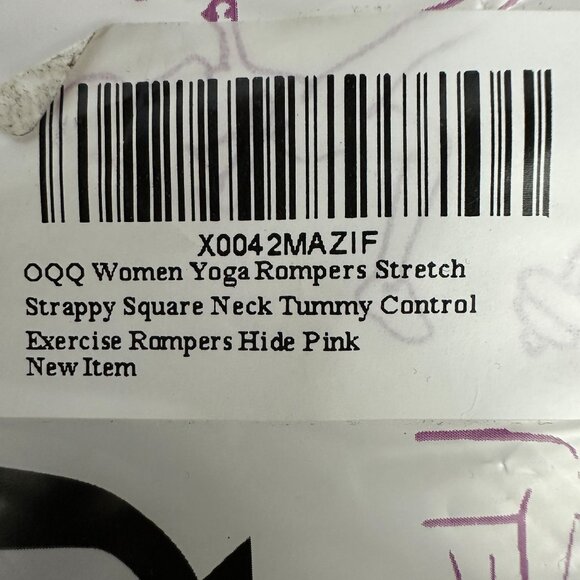 X0042MAZIF
OQQ Women Yoga Rompers Stretch
Strappy Square Neck Tummy Control
Exercise Rompers Hide Pink
New Item